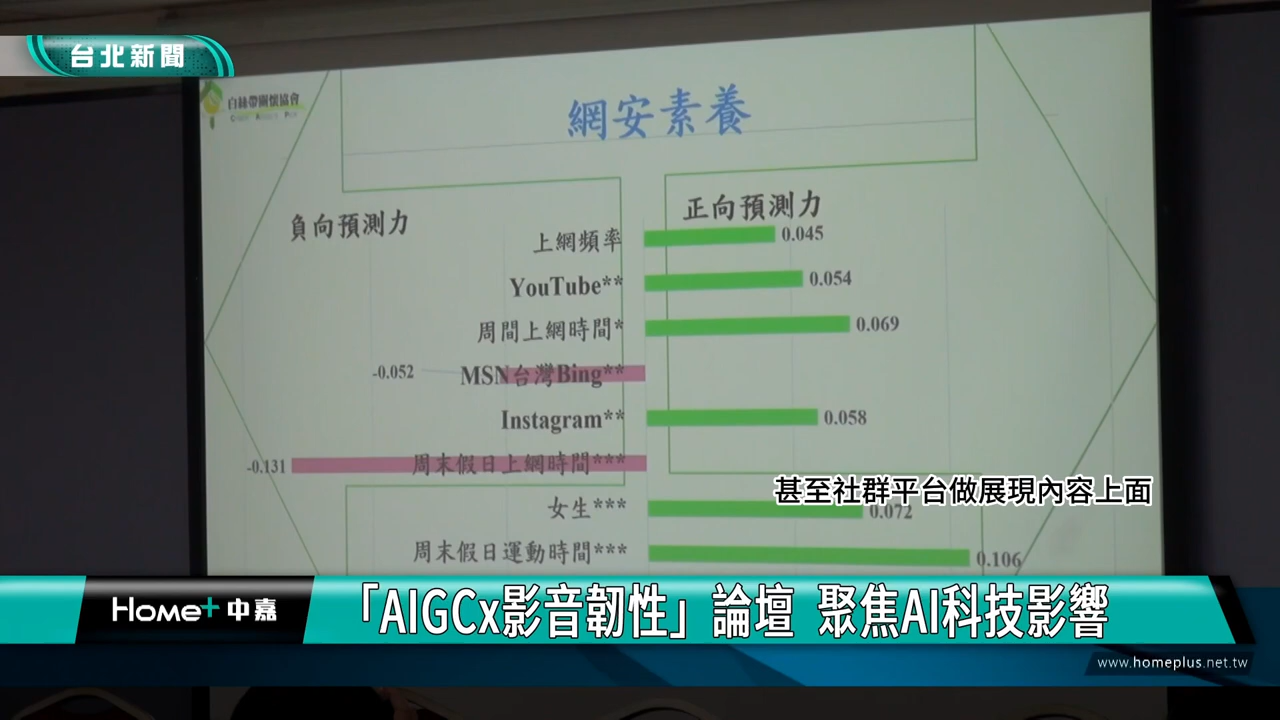 台北新聞
白絲帶關懷協會
網安素養
負向預測力
正向預測力
上網頻率 0.045
YouTube** 0.054
周間上網時間* 0.069
-0.052 MSN台灣Bing**
Instagram** 0.058
-0.131 周末假日上網時間***
甚至社群平台做展現內容上面
女生*** 0.072
周末假日運動時間*** 0.106
Home+中嘉
「AIGCx影音韌性」論壇 聚焦AI科技影響
www.homeplus.net.tw